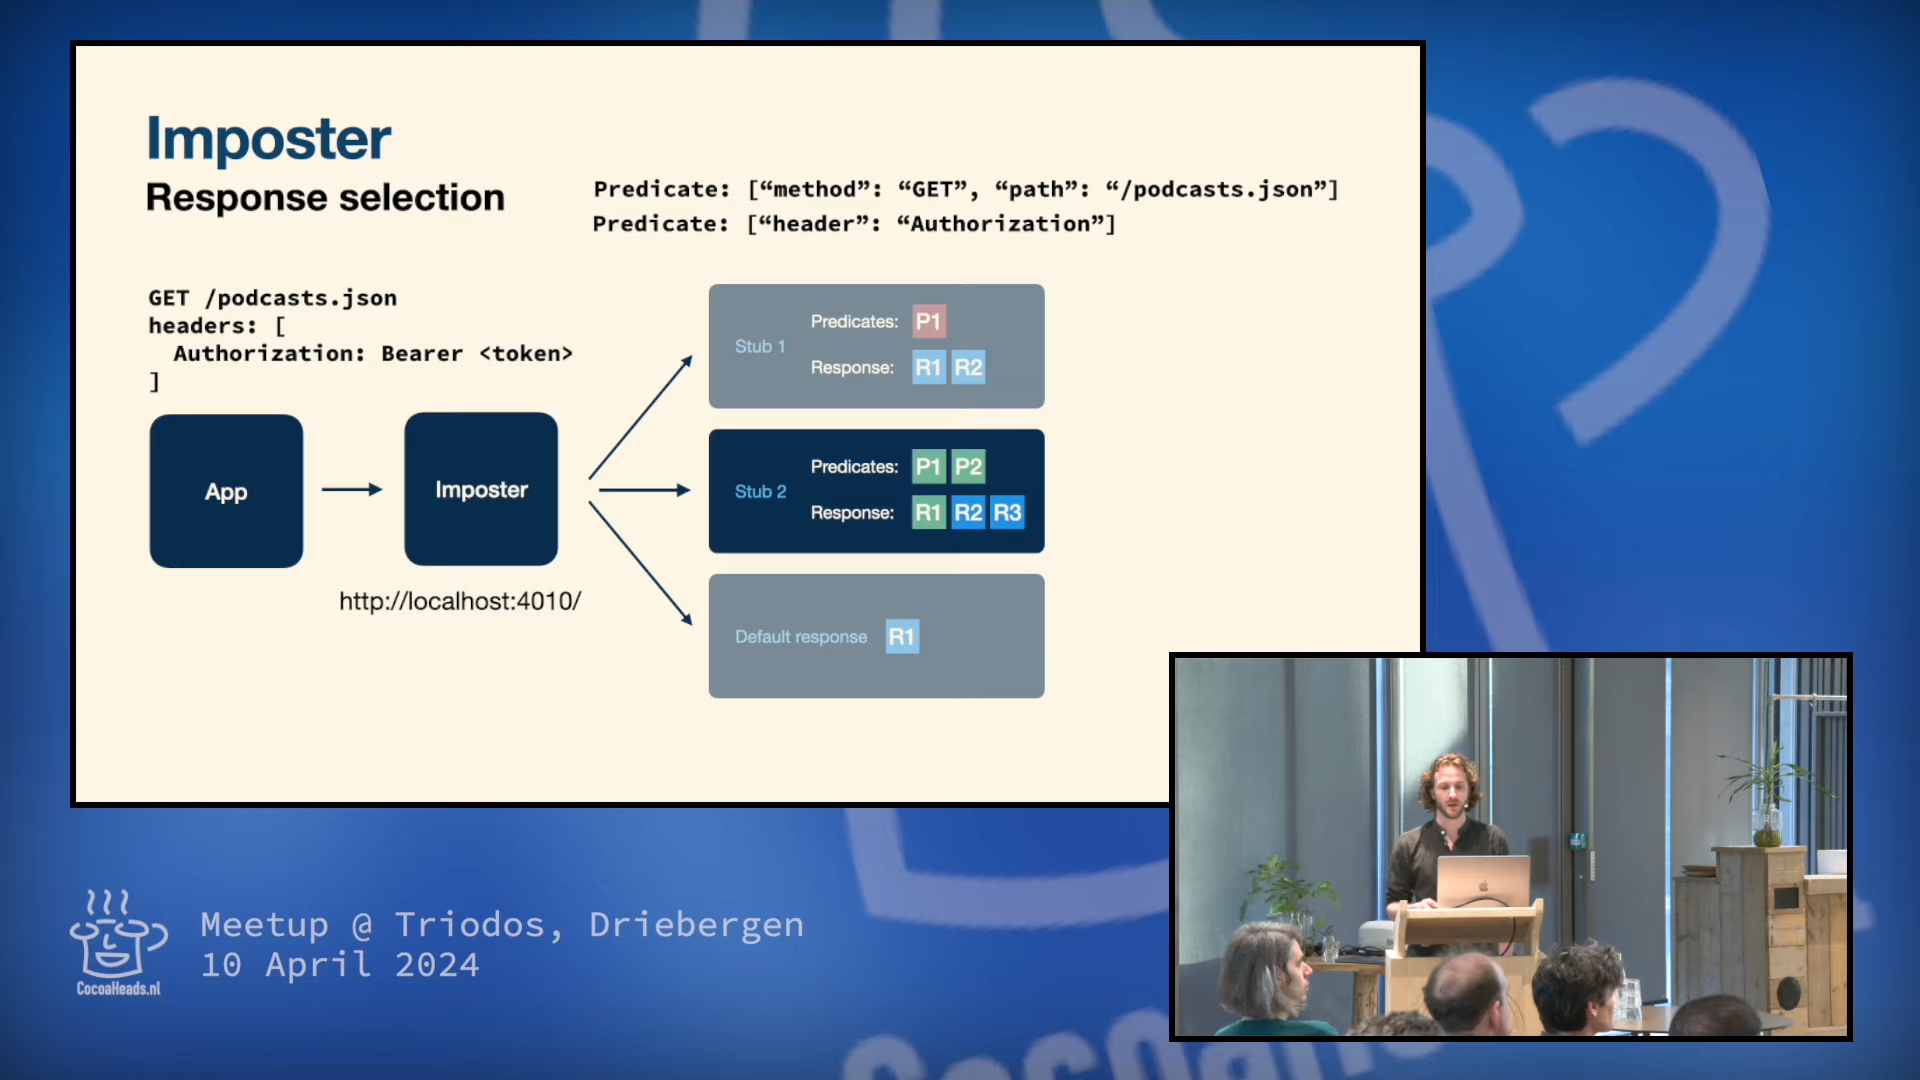 Imposter
Response selection
Predicate: [“method”: “GET”, “path”: “/podcasts.json”]
Predicate: [“header”: “Authorization”]
GET /podcasts.json
headers: [
Authorization: Bearer <token>
]
App
Imposter
http://localhost:4010/
Stub 1
Predicates: P1
Response: R1 R2
Stub 2
Predicates: P1 P2
Response: R1 R2 R3
Default response R1
Meetup @ Triodos, Driebergen
10 April 2024
CocoaHeads.nl